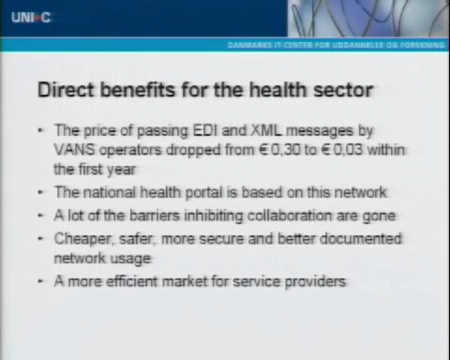 UNI•C
DANMARKS IT-CENTER FOR UDDANNELSE OG FORSKNING
Direct benefits for the health sector
• The price of passing EDI and XML messages by
VANS operators dropped from € 0,30 to € 0,03 within
the first year
• The national health portal is based on this network
• A lot of the barriers inhibiting collaboration are gone
• Cheaper, safer, more secure and better documented
network usage
• A more efficient market for service providers